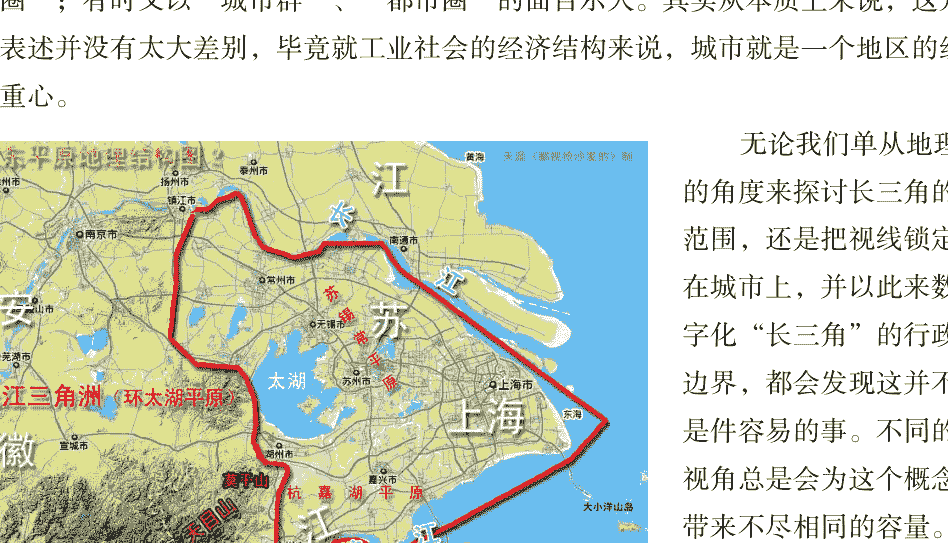 圈”；有时又以“城市群”、“都市圈”的面目示人。其实从本质上来说，这
表述并没有太大差别，毕竟就工业社会的经济结构来说，城市就是一个地区的
重心。
东平原地理结构图2
黄海
江
泰州市
扬州市
镇江市
长
南京市
南通市
江
常州市
安
苏
苏锡常平原
无锡市
芜湖市
太湖
苏州市
上海市
江三角洲（环太湖平原）
上海
东海
徽
宣城市
湖州市
嘉兴市
杭嘉湖平原
天目山
大小洋山岛
江
江
无论我们单从地理
的角度来探讨长三角的
范围，还是把视线锁定
在城市上，并以此来数
字化“长三角”的行政
边界，都会发现这并不
是件容易的事。不同的
视角总是会为这个概念
带来不尽相同的容量。